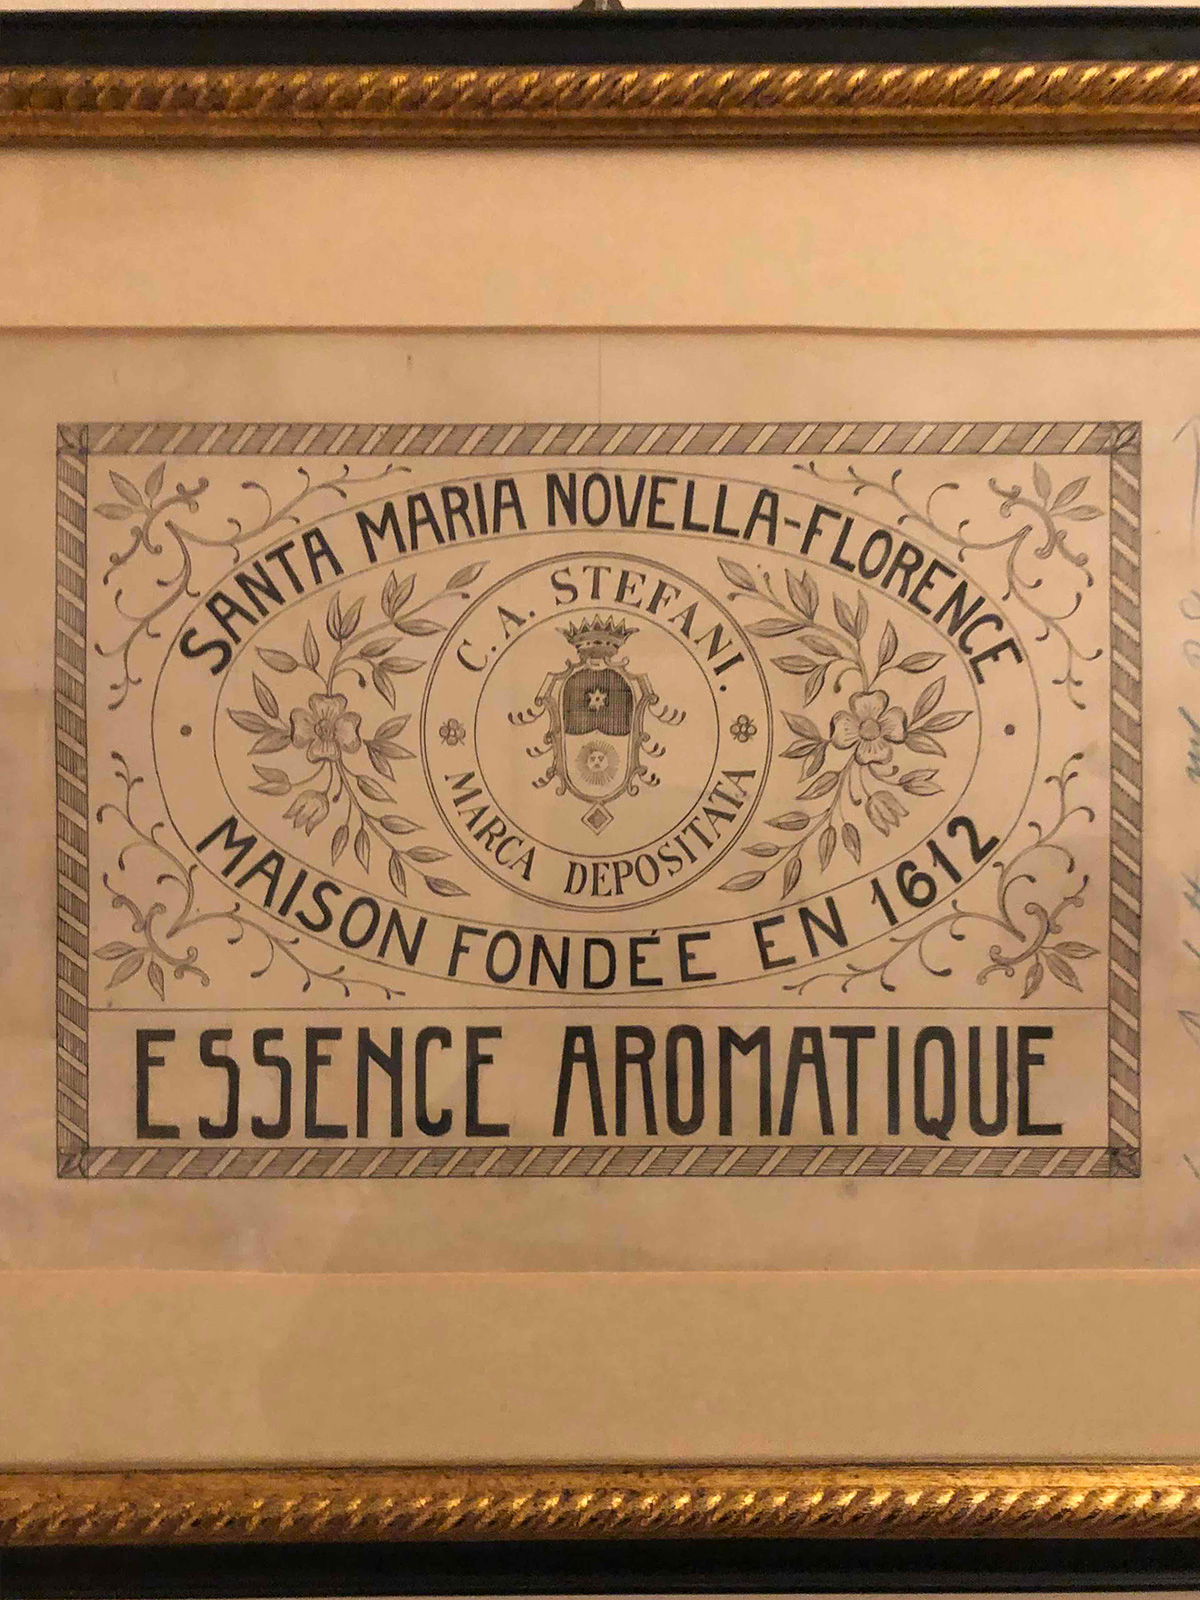 SANTA MARIA NOVELLA-FLORENCE
C. A. STEFANI.
MARCA DEPOSITATA
MAISON FONDÉE EN 1612
ESSENCE AROMATIQUE